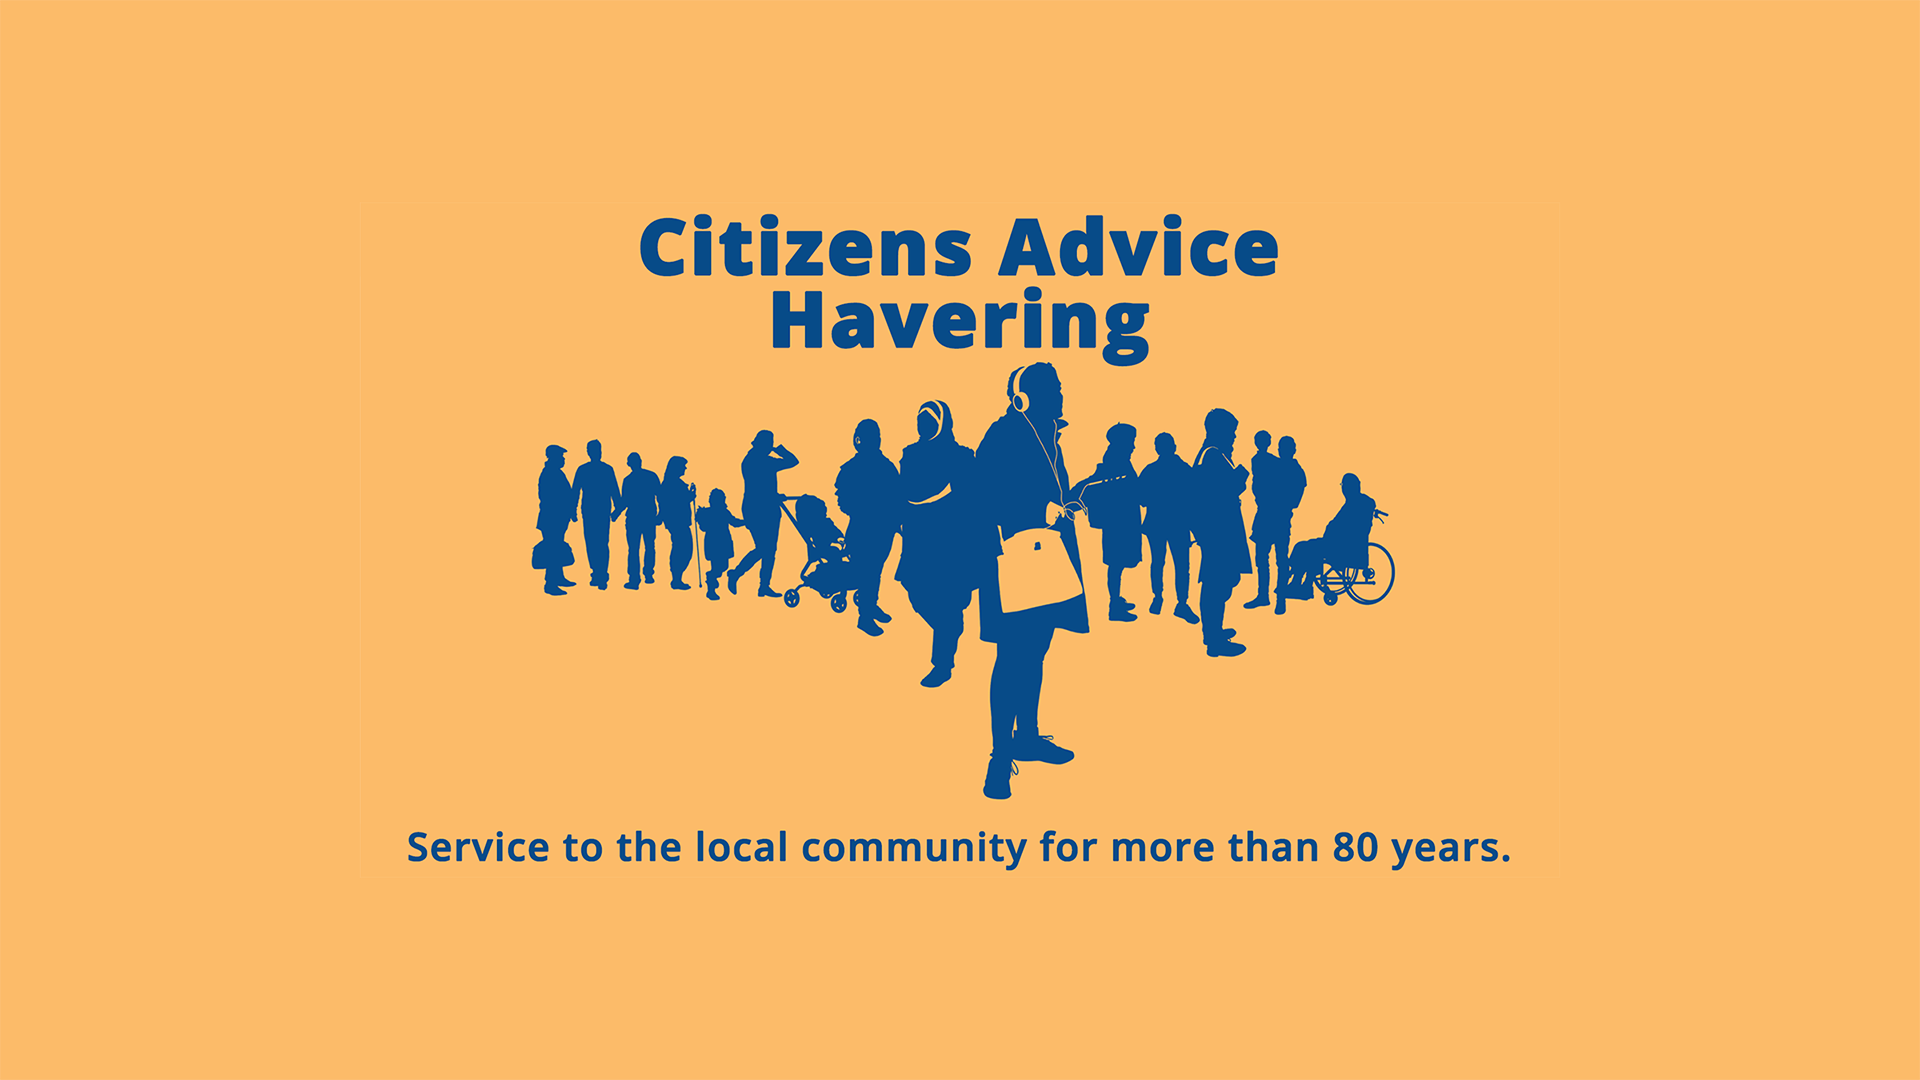 Citizens Advice
Havering
Service to the local community for more than 80 years.